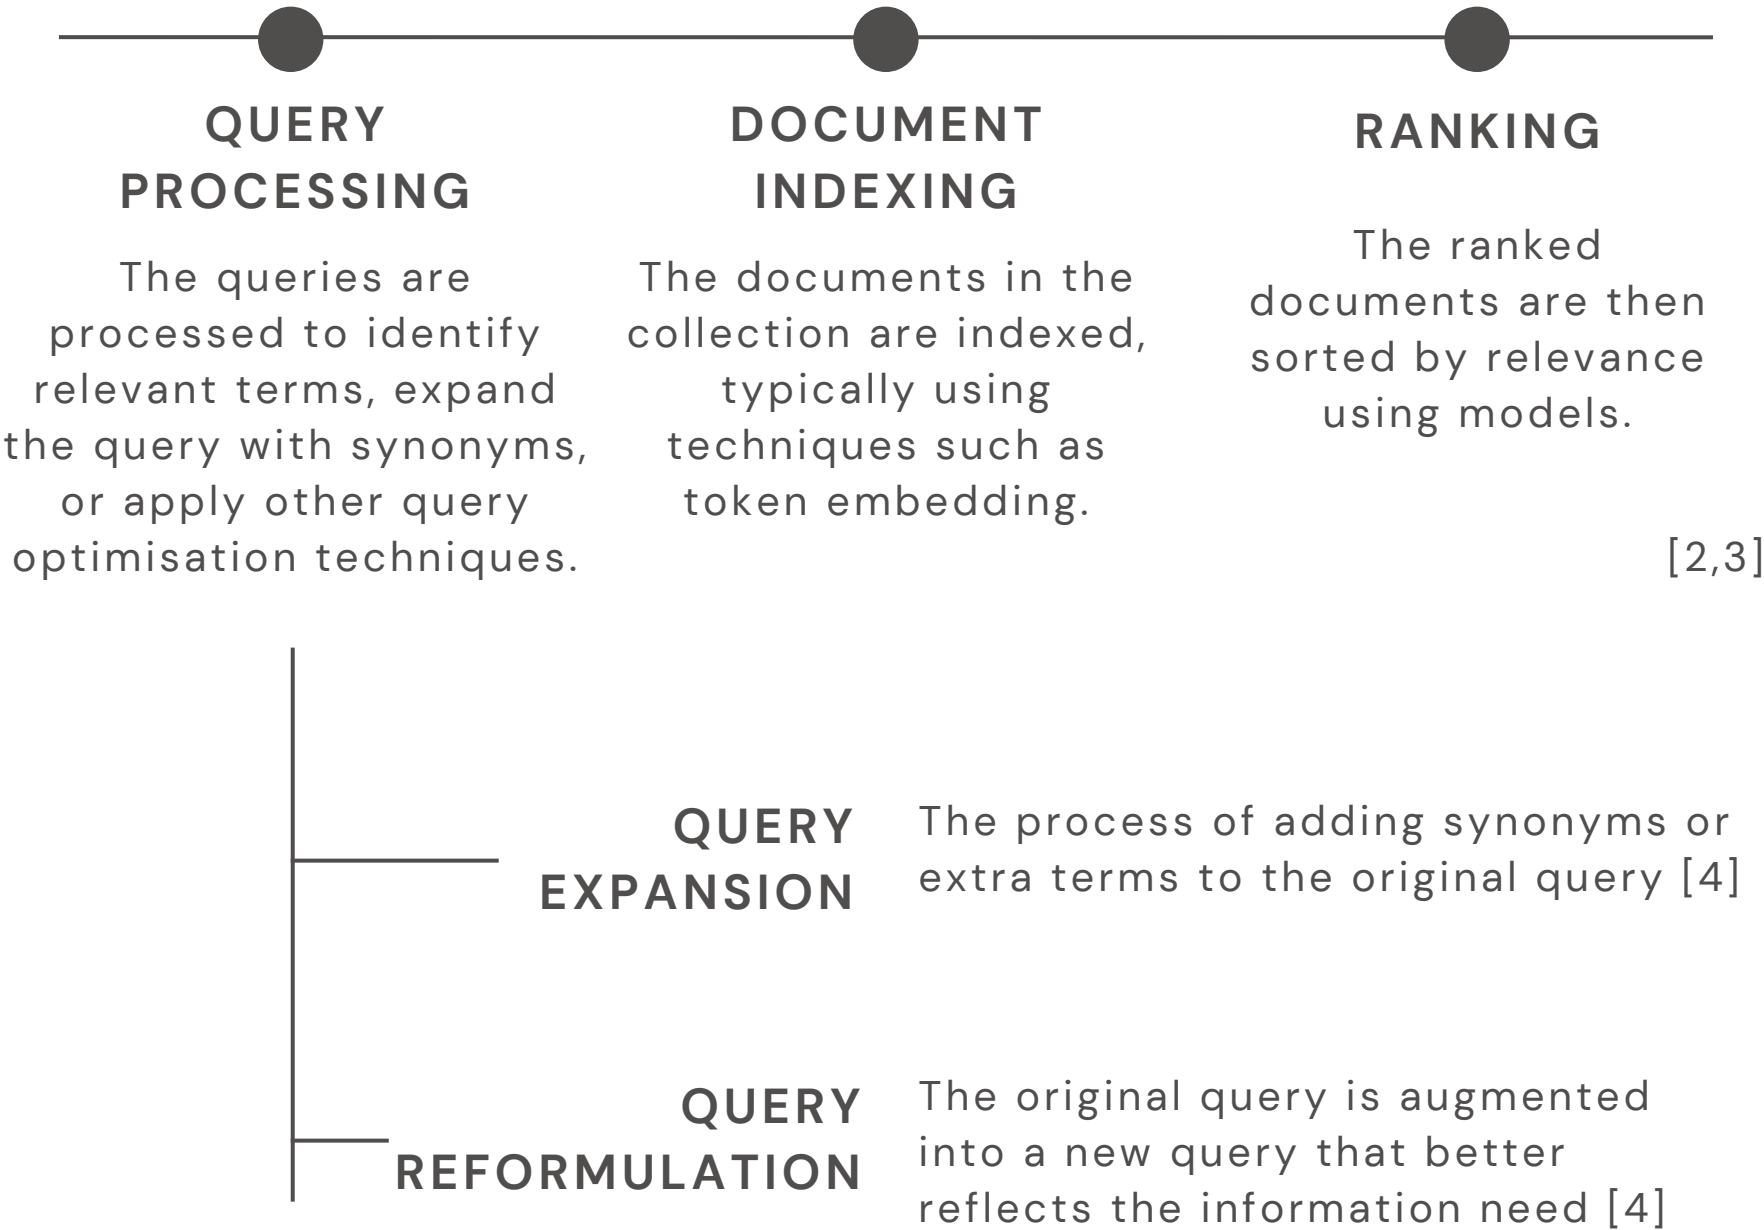 QUERY
PROCESSING
The queries are
processed to identify
relevant terms, expand
the query with synonyms,
or apply other query
optimisation techniques.
DOCUMENT
INDEXING
The documents in the
collection are indexed,
typically using
techniques such as
token embedding.
RANKING
The ranked
documents are then
sorted by relevance
using models.
[2,3]
QUERY
EXPANSION
The process of adding synonyms or
extra terms to the original query [4]
QUERY
REFORMULATION
The original query is augmented
into a new query that better
reflects the information need [4]